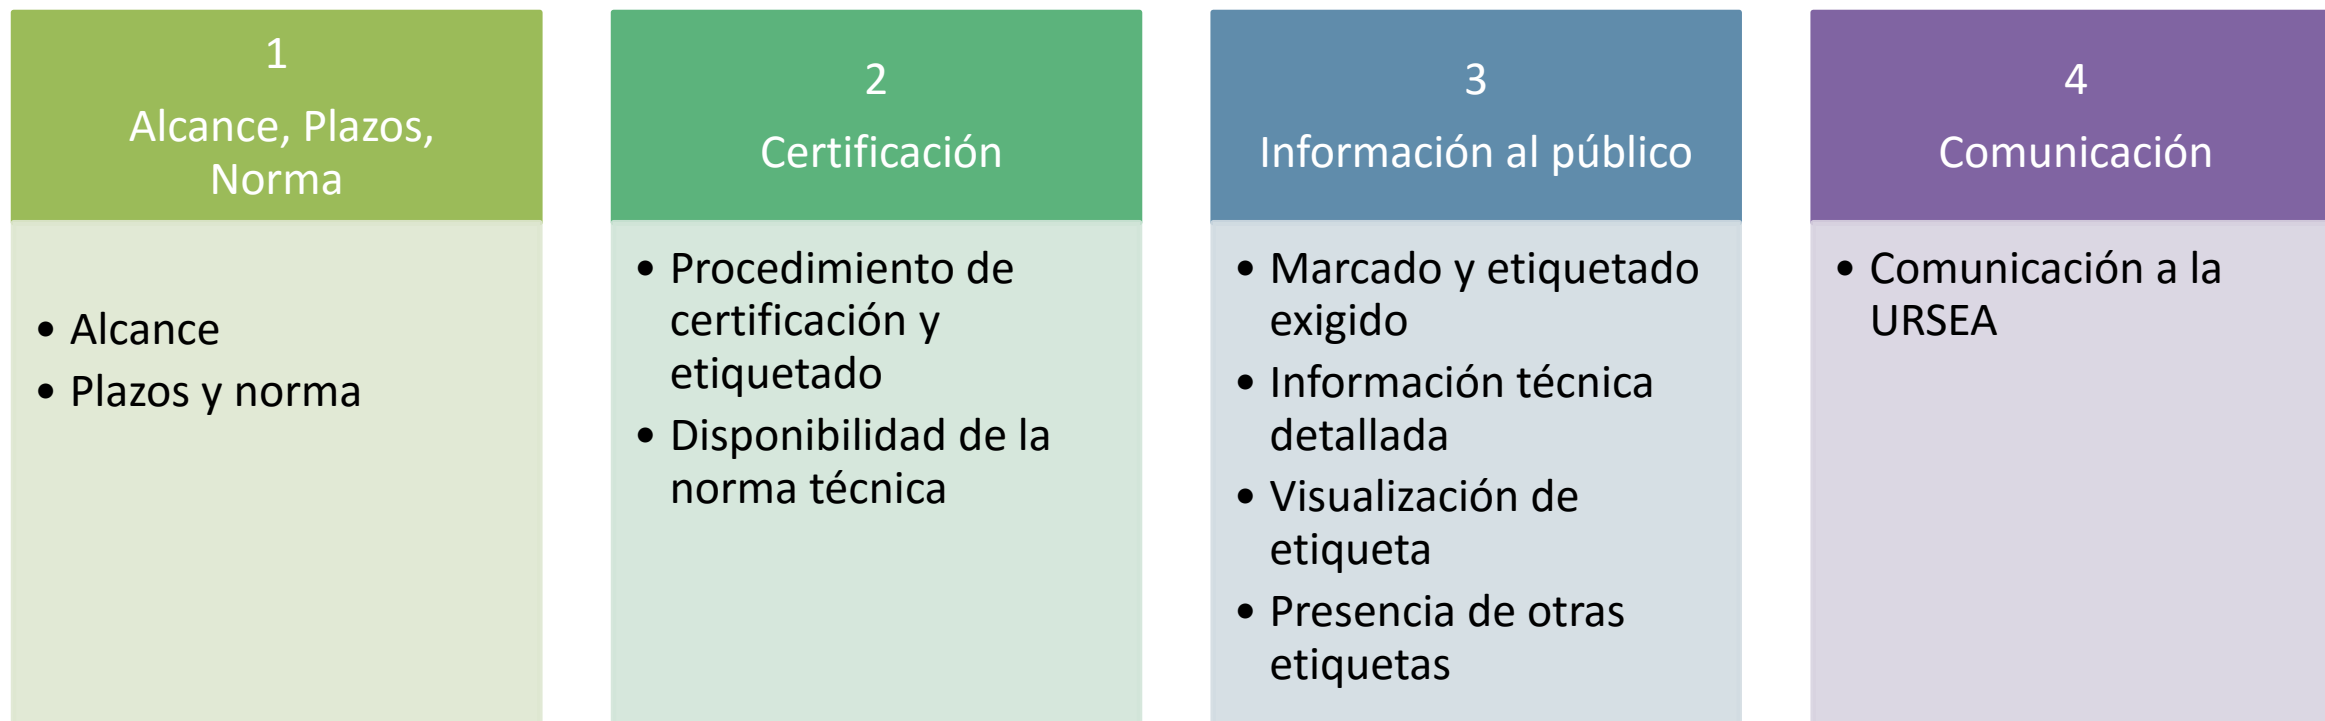 1
Alcance, Plazos,
Norma
• Alcance
• Plazos y norma
2
Certificación
• Procedimiento de
certificación y
etiquetado
• Disponibilidad de la
norma técnica
3
Información al público
• Marcado y etiquetado
exigido
• Información técnica
detallada
• Visualización de
etiqueta
• Presencia de otras
etiquetas
4
Comunicación
• Comunicación a la
URSEA